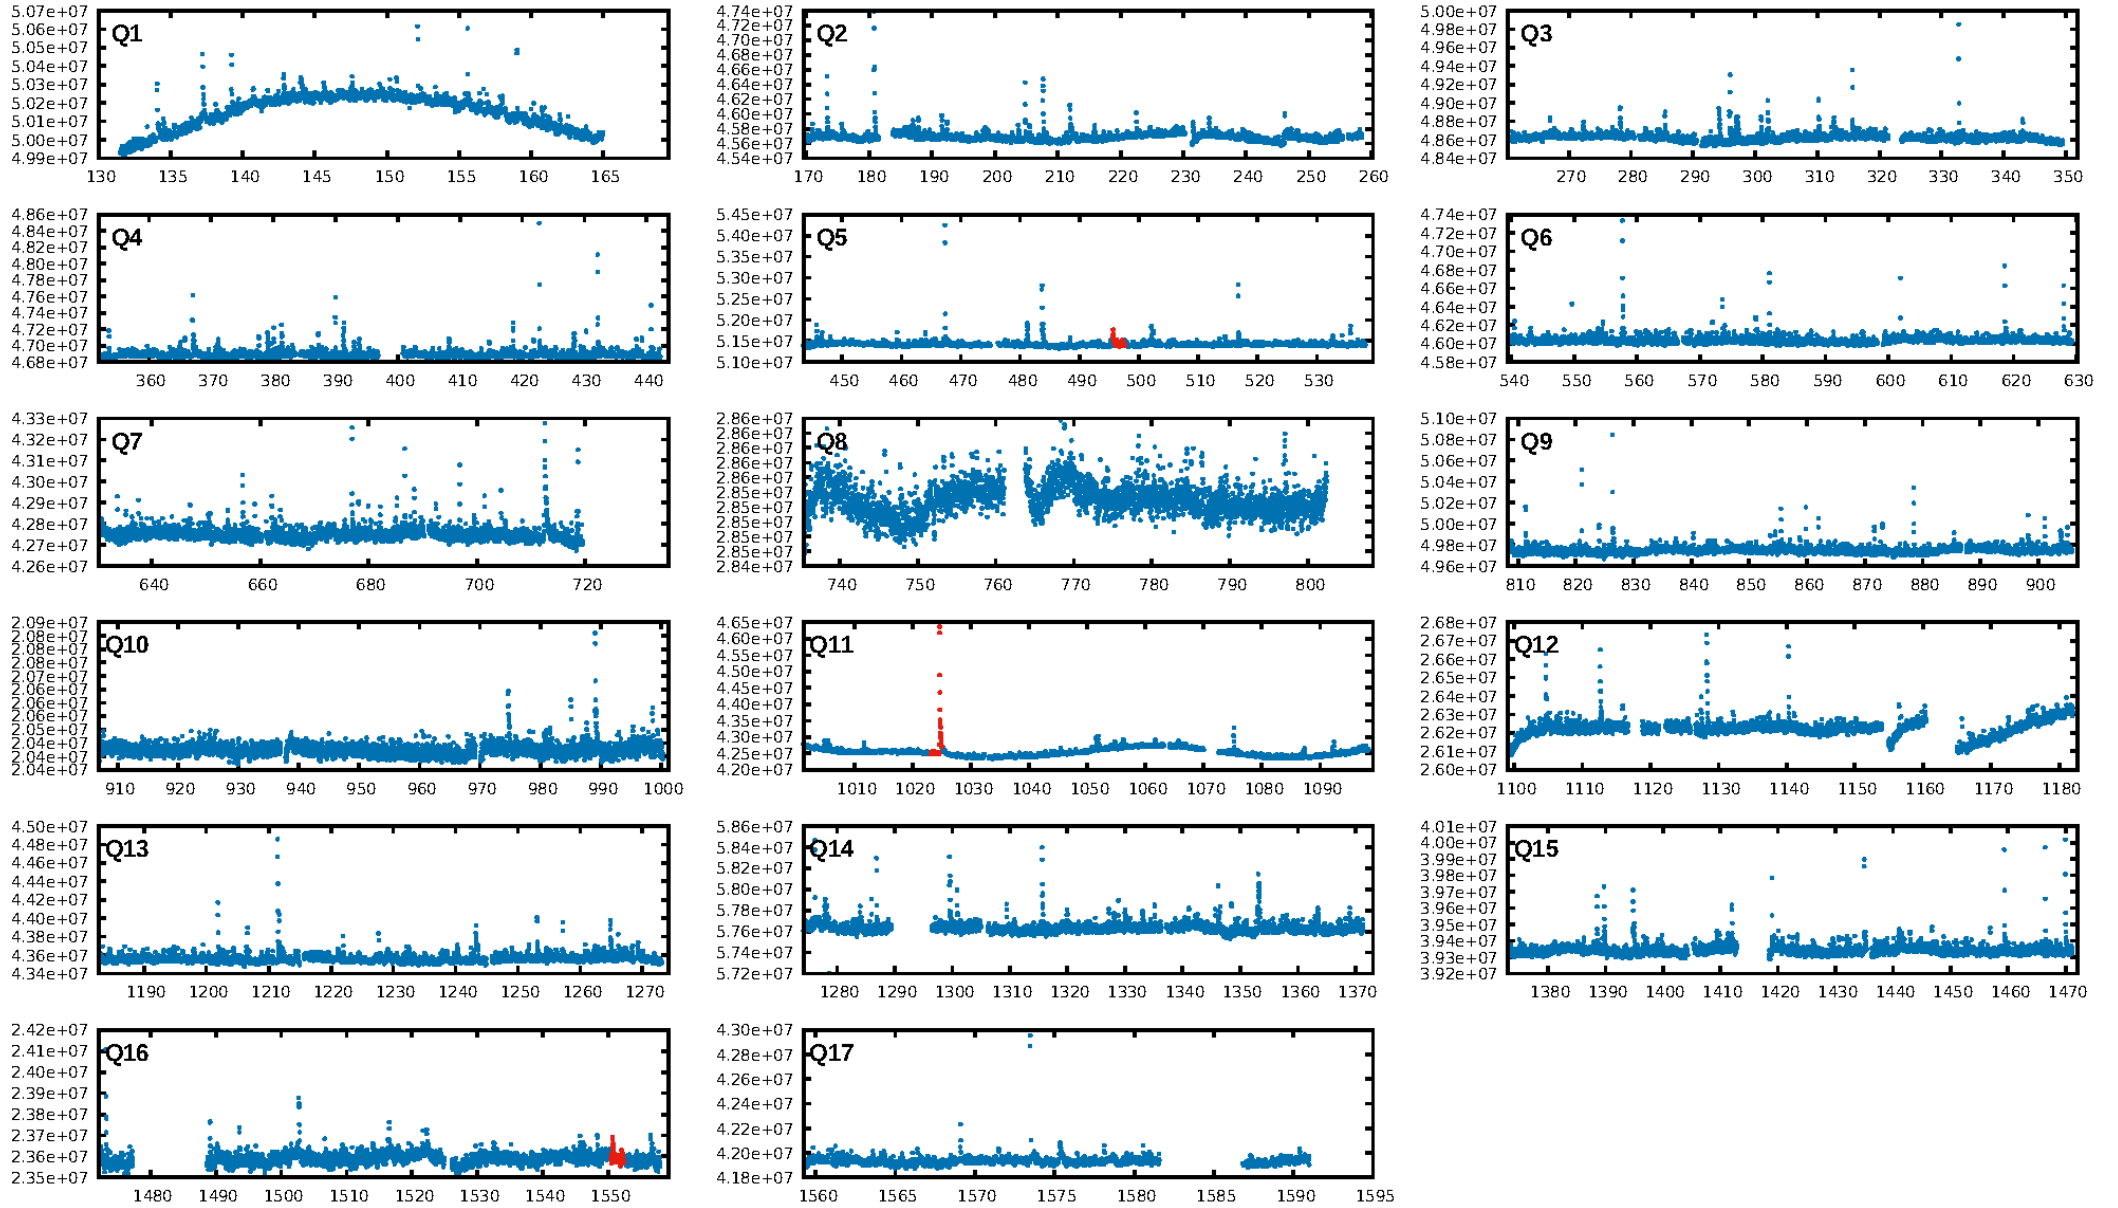 5.07e+07
5.06e+07
5.05e+07
5.04e+07
5.03e+07
5.02e+07
5.01e+07
5.00e+07
4.99e+07
Q1
130 135 140 145 150 155 160 165
4.74e+07
4.72e+07
4.70e+07
4.68e+07
4.66e+07
4.64e+07
4.62e+07
4.60e+07
4.58e+07
4.56e+07
4.54e+07
Q2
170 180 190 200 210 220 230 240 250 260
5.00e+07
4.98e+07
4.96e+07
4.94e+07
4.92e+07
4.90e+07
4.88e+07
4.86e+07
4.84e+07
Q3
270 280 290 300 310 320 330 340 350
4.86e+07
4.84e+07
4.82e+07
4.80e+07
4.78e+07
4.76e+07
4.74e+07
4.72e+07
4.70e+07
4.68e+07
Q4
360 370 380 390 400 410 420 430 440
5.45e+07
5.40e+07
5.35e+07
5.30e+07
5.25e+07
5.20e+07
5.15e+07
5.10e+07
Q5
450 460 470 480 490 500 510 520 530
4.74e+07
4.72e+07
4.70e+07
4.68e+07
4.66e+07
4.64e+07
4.62e+07
4.60e+07
4.58e+07
Q6
540 550 560 570 580 590 600 610 620 630
4.33e+07
4.32e+07
4.31e+07
4.30e+07
4.29e+07
4.28e+07
4.27e+07
4.26e+07
Q7
640 660 680 700 720
2.86e+07
2.86e+07
2.86e+07
2.86e+07
2.86e+07
2.85e+07
2.85e+07
2.85e+07
2.85e+07
2.85e+07
2.84e+07
Q8
740 750 760 770 780 790 800
5.10e+07
5.08e+07
5.06e+07
5.04e+07
5.02e+07
5.00e+07
4.98e+07
4.96e+07
Q9
810 820 830 840 850 860 870 880 890 900
2.09e+07
2.08e+07
2.08e+07
2.08e+07
2.07e+07
2.06e+07
2.06e+07
2.06e+07
2.05e+07
2.04e+07
2.04e+07
2.04e+07
Q10
910 920 930 940 950 960 970 980 990 1000
4.65e+07
4.60e+07
4.55e+07
4.50e+07
4.45e+07
4.40e+07
4.35e+07
4.30e+07
4.25e+07
4.20e+07
Q11
1010 1020 1030 1040 1050 1060 1070 1080 1090
2.68e+07
2.67e+07
2.66e+07
2.65e+07
2.64e+07
2.63e+07
2.62e+07
2.61e+07
2.60e+07
Q12
1100 1110 1120 1130 1140 1150 1160 1170 1180
4.50e+07
4.48e+07
4.46e+07
4.44e+07
4.42e+07
4.40e+07
4.38e+07
4.36e+07
4.34e+07
Q13
1190 1200 1210 1220 1230 1240 1250 1260 1270
5.86e+07
5.84e+07
5.82e+07
5.80e+07
5.78e+07
5.76e+07
5.74e+07
5.72e+07
Q14
1280 1290 1300 1310 1320 1330 1340 1350 1360 1370
4.01e+07
4.00e+07
3.99e+07
3.98e+07
3.97e+07
3.96e+07
3.95e+07
3.94e+07
3.93e+07
3.92e+07
Q15
1380 1390 1400 1410 1420 1430 1440 1450 1460 1470
2.42e+07
2.41e+07
2.40e+07
2.39e+07
2.38e+07
2.37e+07
2.36e+07
2.35e+07
Q16
1480 1490 1500 1510 1520 1530 1540 1550
4.30e+07
4.28e+07
4.26e+07
4.24e+07
4.22e+07
4.20e+07
4.18e+07
Q17
1560 1565 1570 1575 1580 1585 1590 1595